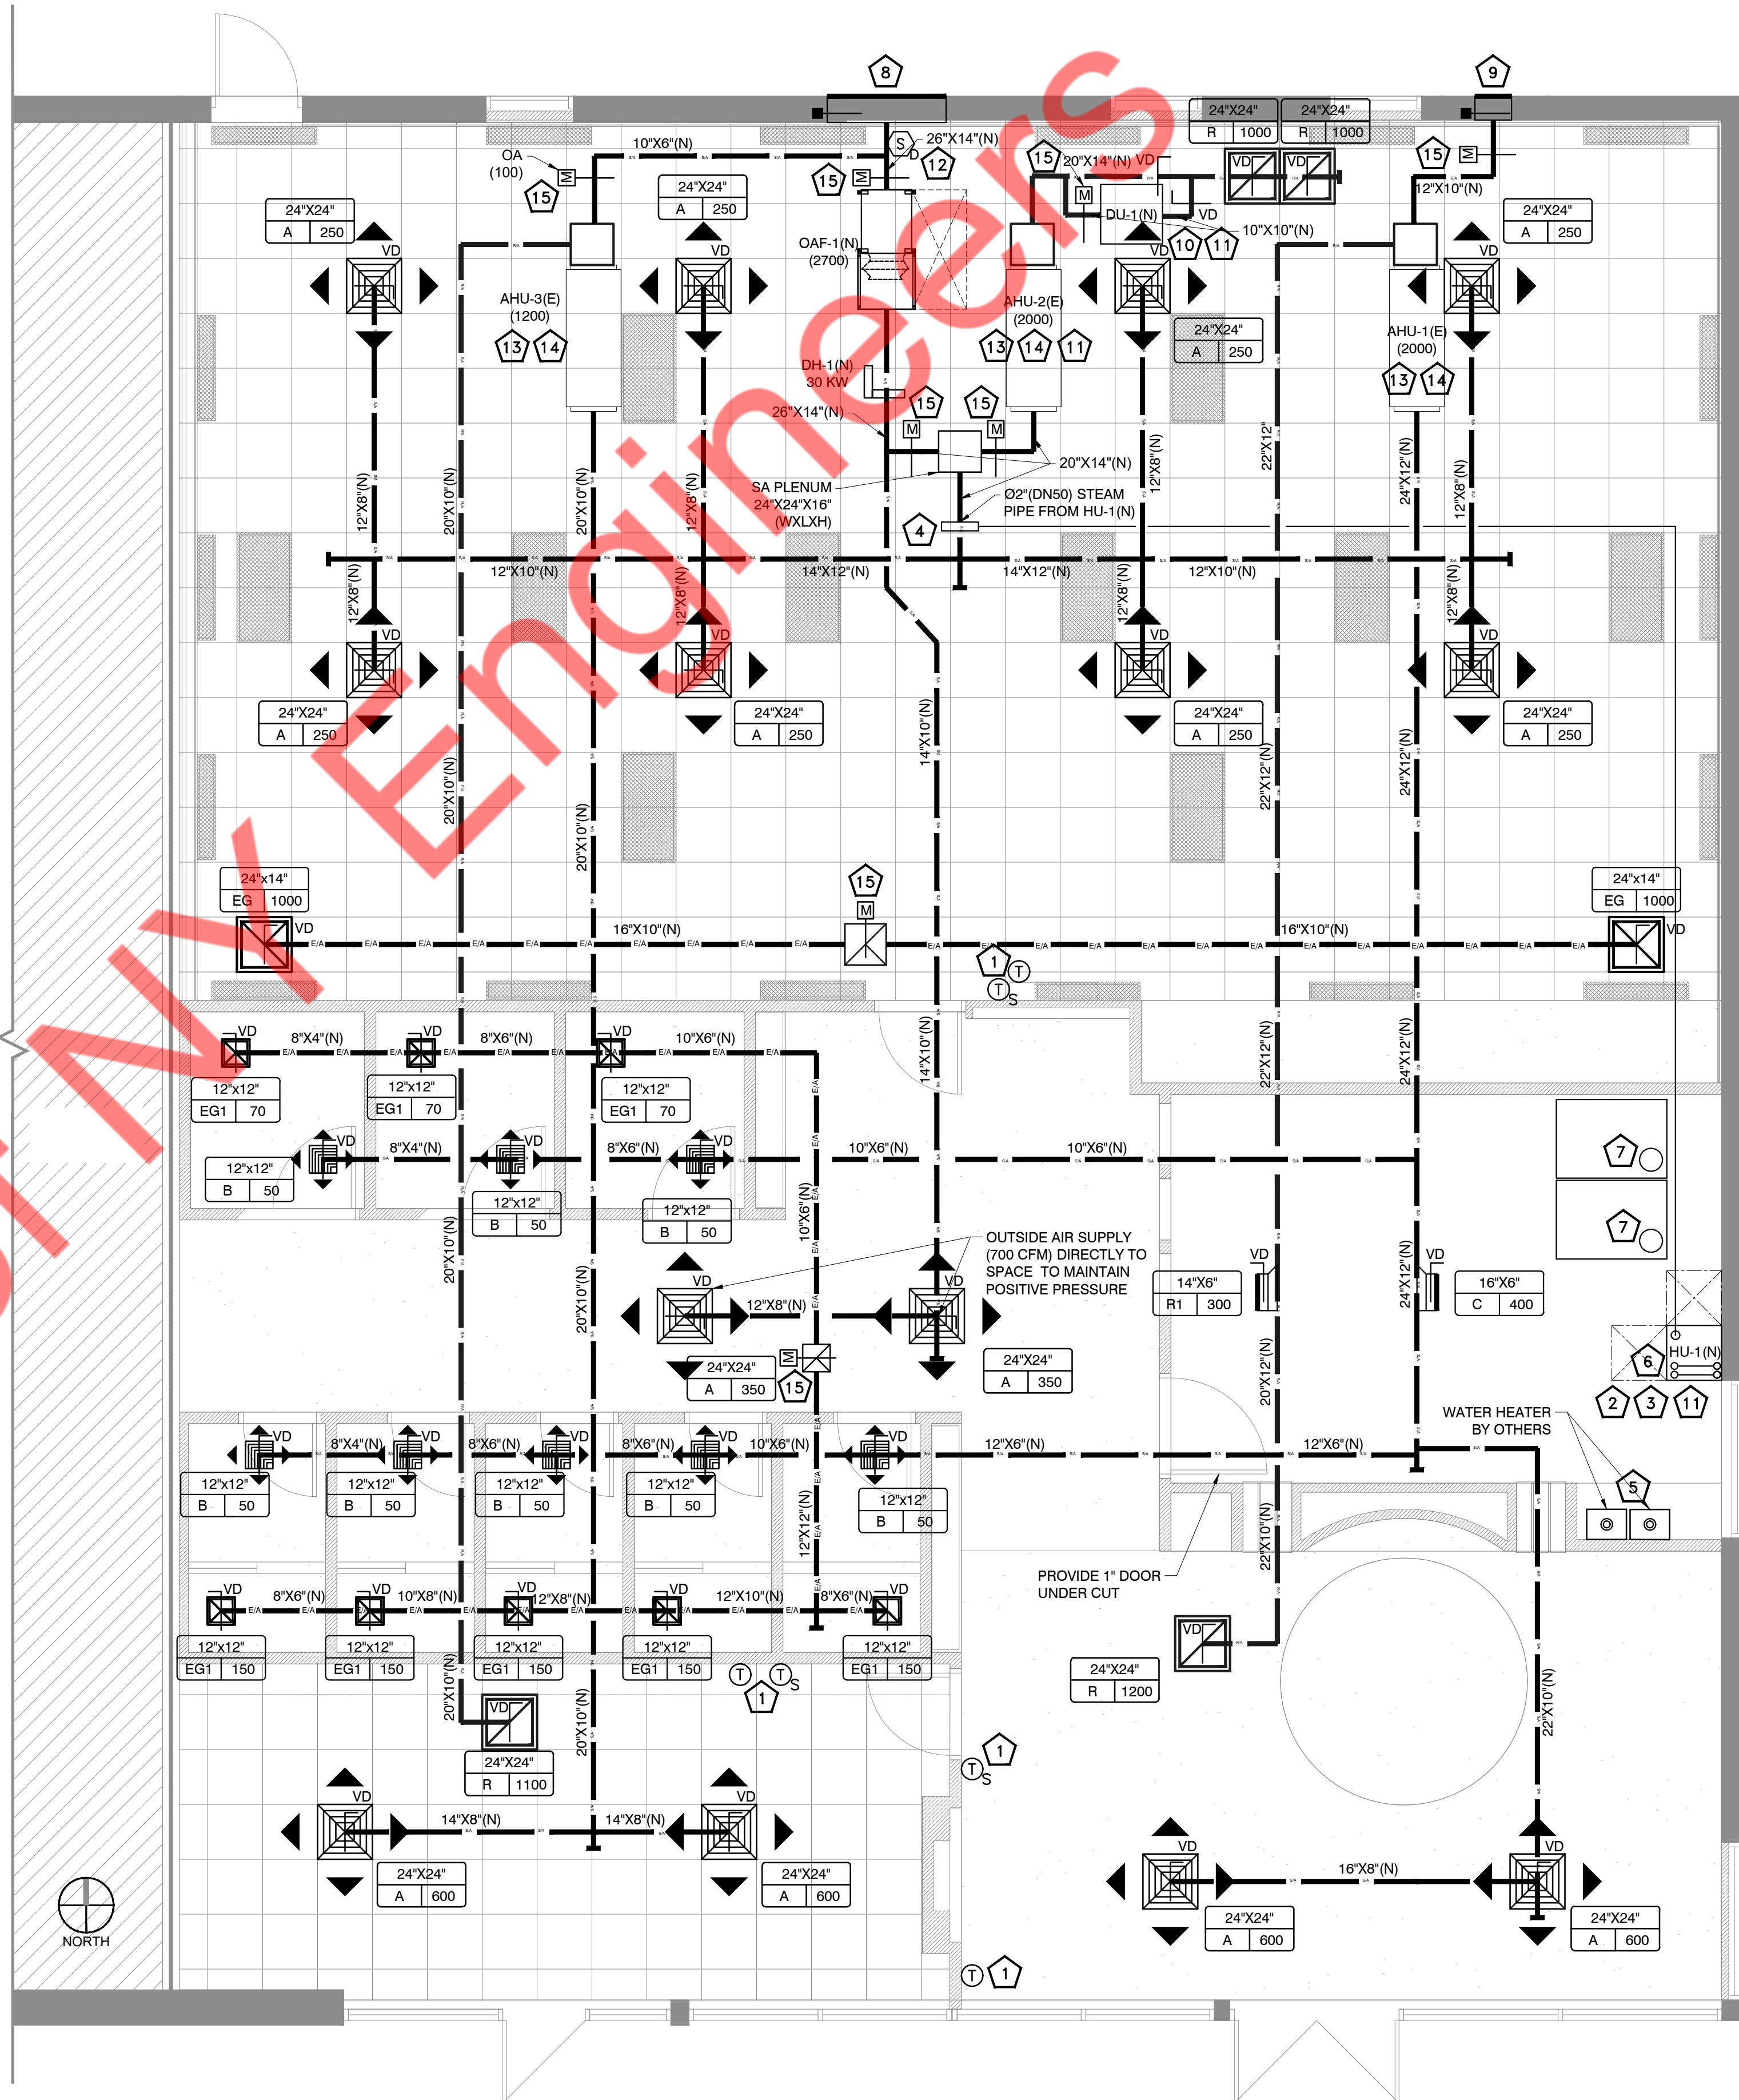 8
9
24"X24"
R 1000
24"X24"
R 1000
10"X6"(N)
S
D
26"X14"(N)
12
OA
(100)
M
15
15
M
15
20"X14"(N)
VD
M
VD
VD
15
M
12"X10"(N)
24"X24"
A 250
24"X24"
A 250
DU-1(N)
VD
10"X10"(N)
10
11
24"X24"
A 250
VD
VD
OAF-1(N)
(2700)
VD
VD
AHU-3(E)
(1200)
13
14
AHU-2(E)
(2000)
13
14
11
24"X24"
A 250
AHU-1(E)
(2000)
13
14
DH-1(N)
30 KW
15
15
26"X14"(N)
M
M
22"X12"
20"X14"(N)
SA PLENUM
24"X24"X16"
(WXLXH)
Ø2"(DN50) STEAM
PIPE FROM HU-1(N)
4
12"X8"(N)
20"X10"(N)
20"X10"(N)
12"X8"(N)
12"X8"(N)
24"X12"(N)
12"X8"(N)
12"X10"(N)
14"X12"(N)
14"X12"(N)
12"X10"(N)
12"X8"(N)
12"X8"(N)
12"X8"(N)
12"X8"(N)
VD
VD
VD
VD
24"X24"
A 250
24"X24"
A 250
24"X24"
A 250
24"X24"
A 250
14"X10"(N)
22"X12"(N)
24"X12"(N)
20"X10"(N)
20"X10"(N)
24"x14"
EG 1000
VD
16"X10"(N)
15
M
16"X10"(N)
24"x14"
EG 1000
VD
E/A E/A E/A E/A E/A E/A E/A E/A E/A E/A E/A E/A E/A E/A E/A E/A E/A E/A E/A E/A E/A E/A E/A
1
T
T
S
VD
8"X4"(N)
VD
8"X6"(N)
VD
10"X6"(N)
14"X10"(N)
22"X12"(N)
24"X12"(N)
12"x12"
EG1 70
12"x12"
EG1 70
12"x12"
EG1 70
VD
8"X4"(N)
VD
8"X6"(N)
VD
10"X6"(N)
10"X6"(N)
12"x12"
B 50
12"x12"
B 50
12"x12"
B 50
7
7
20"X10"(N)
20"X10"(N)
10"X6"(N)
OUTSIDE AIR SUPPLY
(700 CFM) DIRECTLY TO
SPACE TO MAINTAIN
POSITIVE PRESSURE
VD
12"X8"(N)
VD
14"X6"
R1 300
VD
24"X12"(N)
VD
16"X6"
C 400
24"X24"
A 350
M
15
24"X24"
A 350
20"X12"(N)
HU-1(N)
6
2
3
11
WATER HEATER
BY OTHERS
5
VD
8"X4"(N)
VD
8"X6"(N)
VD
8"X6"(N)
VD
10"X6"(N)
VD
12"X6"(N)
12"X6"(N)
12"x12"
B 50
12"x12"
B 50
12"x12"
B 50
12"x12"
B 50
12"x12"
B 50
12"X12"(N)
22"X10"(N)
PROVIDE 1" DOOR
UNDER CUT
VD
8"X6"(N)
VD
10"X8"(N)
VD
12"X8"(N)
VD
12"X10"(N)
8"X6"(N)
VD
12"x12"
EG1 150
12"x12"
EG1 150
12"x12"
EG1 150
12"x12"
EG1 150
12"x12"
EG1 150
VD
24"X24"
R 1200
20"X10"(N)
20"X10"(N)
22"X10"(N)
VD
24"X24"
R 1100
T
T
S
1
T
S
1
VD
14"X8"(N)
14"X8"(N)
VD
24"X24"
A 600
24"X24"
A 600
VD
16"X8"(N)
VD
24"X24"
A 600
24"X24"
A 600
T
1
NORTH
NY Engineers